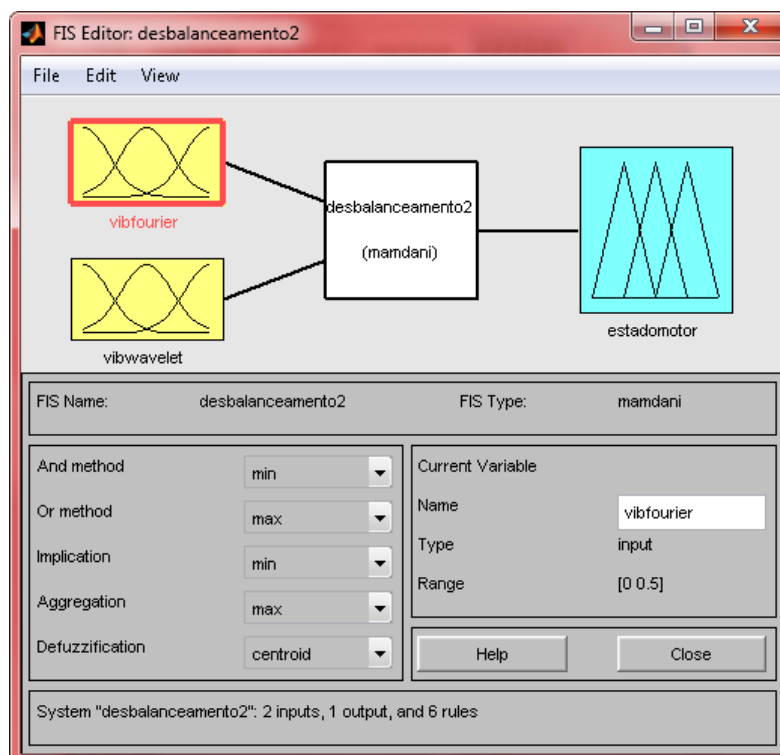 FIS Editor: desbalanceamento2
File Edit View
vibfourier
vibwavelet
desbalanceamento2
(mamdani)
estadomotor
FIS Name: desbalanceamento2 FIS Type: mamdani
And method min
Or method max
Implication min
Aggregation max
Defuzzification centroid
Current Variable
Name vibfourier
Type input
Range [0 0.5]
Help Close
System "desbalanceamento2": 2 inputs, 1 output, and 6 rules